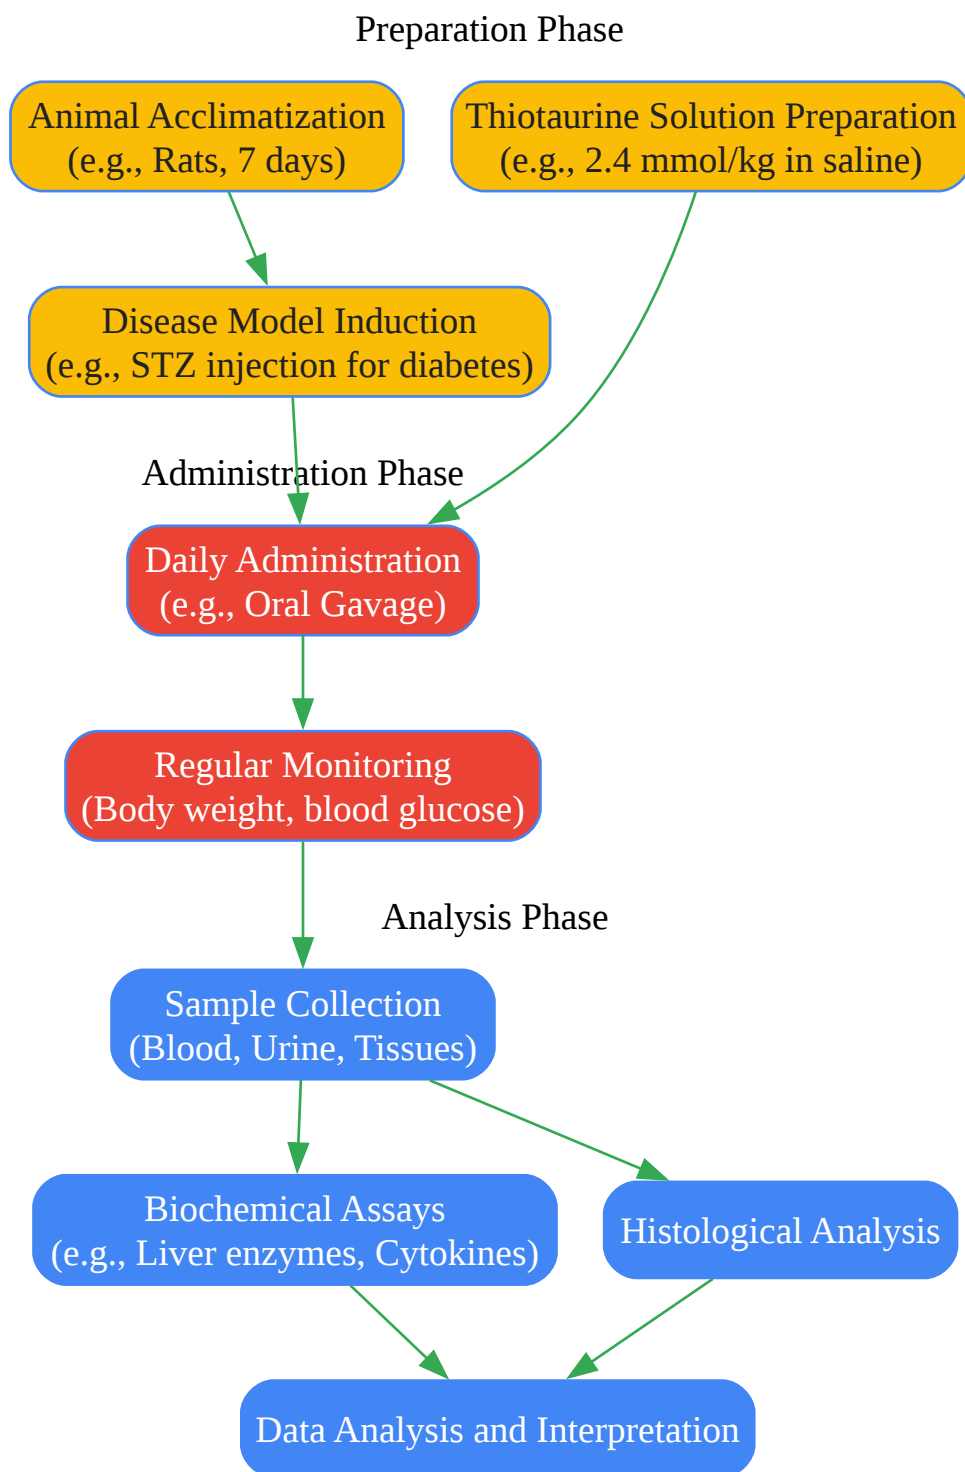 Preparation Phase
Animal Acclimatization
(e.g., Rats, 7 days)
Thiotaurine Solution Preparation
(e.g., 2.4 mmol/kg in saline)
Disease Model Induction
(e.g., STZ injection for diabetes)
Administration Phase
Daily Administration
(e.g., Oral Gavage)
Regular Monitoring
(Body weight, blood glucose)
Analysis Phase
Sample Collection
(Blood, Urine, Tissues)
Biochemical Assays
(e.g., Liver enzymes, Cytokines)
Histological Analysis
Data Analysis and Interpretation